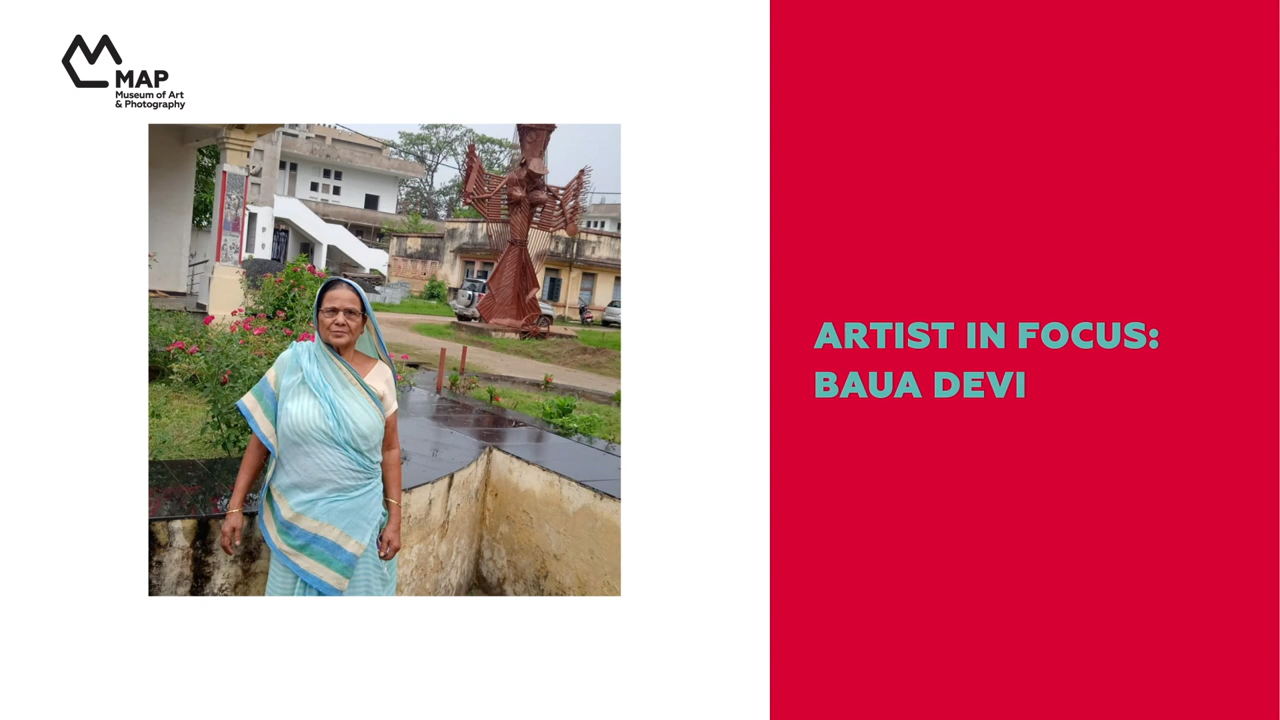 MAP
Museum of Art
& Photography
ARTIST IN FOCUS:
BAUA DEVI